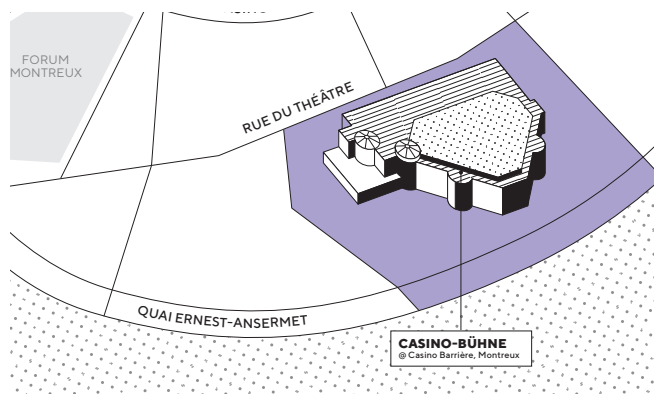 FORUM
MONTREUX
RUE DU THÉÂTRE
QUAI ERNEST-ANSERMET
CASINO-BÜHNE
@ Casino Barrière, Montreux